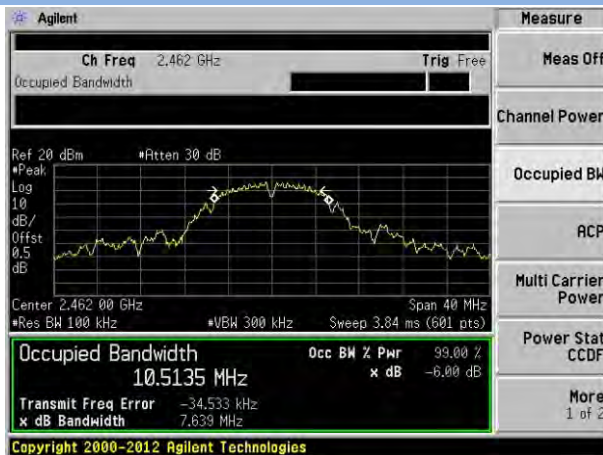 Agilent
Measure
Ch Freq 2.462 GHz Trig Free
Occupied Bandwidth
Meas Off
Channel Power
Occupied BW
ACP
Multi Carrier
Power
Power Stat
CCDF
More
1 of 2
Ref 20 dBm #Atten 30 dB
#Peak
Log
10
dB/
Offst
0.5
dB
Center 2.462 00 GHz Span 40 MHz
#Res BW 100 kHz #VBW 300 kHz Sweep 3.84 ms (601 pts)
Occupied Bandwidth Occ BW % Pwr 99.00 %
10.5135 MHz x dB -6.00 dB
Transmit Freq Error -34.533 kHz
x dB Bandwidth 7.639 MHz
Copyright 2000-2012 Agilent Technologies